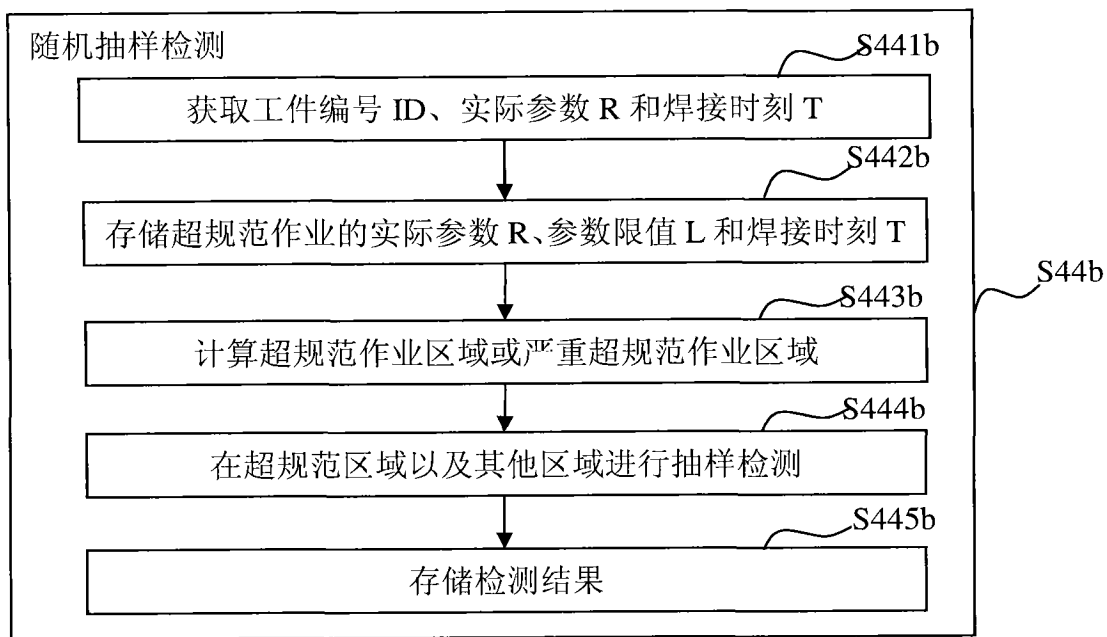 随机抽样检测
S441b
获取工件编号 ID、实际参数 R 和焊接时刻 T
S442b
存储超规范作业的实际参数 R、参数限值 L 和焊接时刻 T
S44b
S443b
计算超规范作业区域或严重超规范作业区域
S444b
在超规范区域以及其他区域进行抽样检测
S445b
存储检测结果